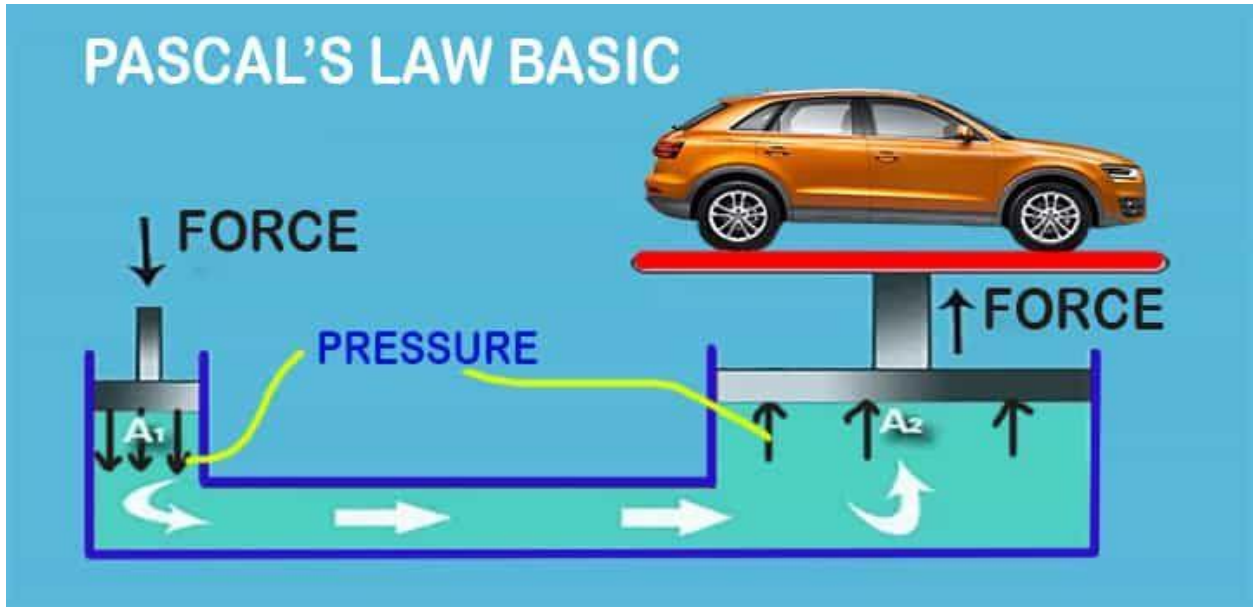 PASCAL'S LAW BASIC
FORCE
FORCE
PRESSURE
A₁
A₂